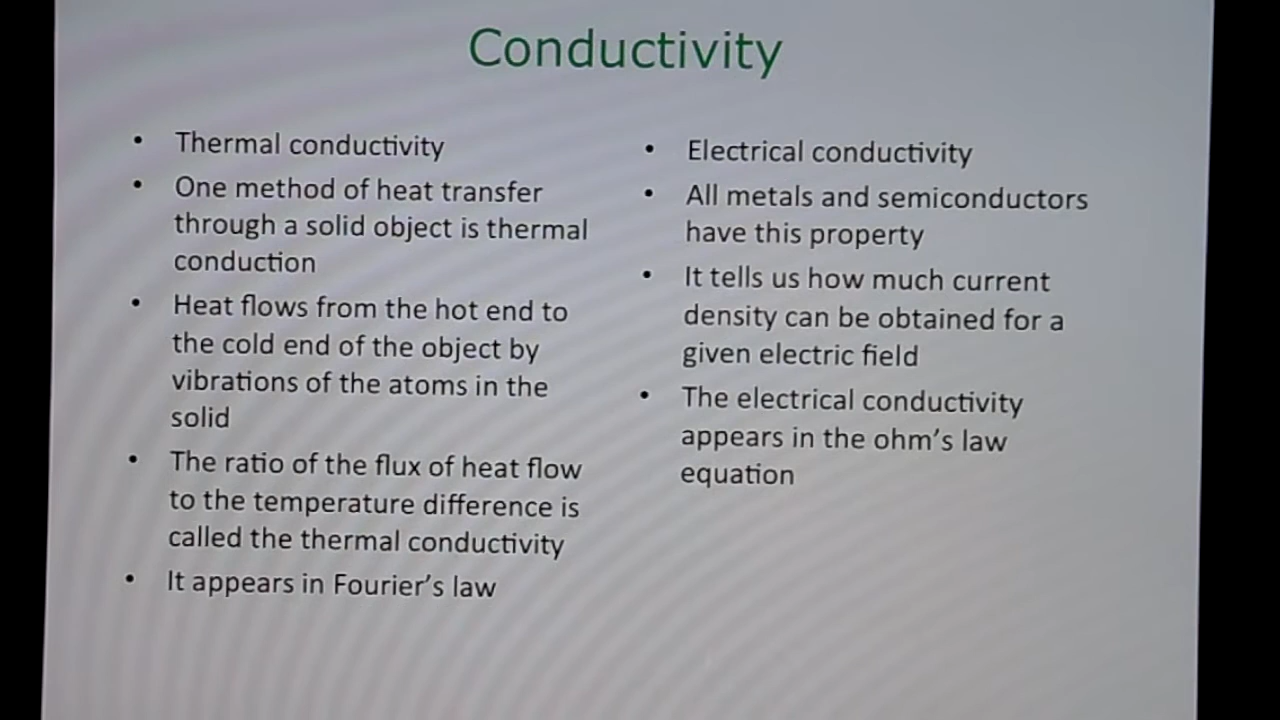 Conductivity
• Thermal conductivity
• One method of heat transfer
through a solid object is thermal
conduction
• Heat flows from the hot end to
the cold end of the object by
vibrations of the atoms in the
solid
• The ratio of the flux of heat flow
to the temperature difference is
called the thermal conductivity
• It appears in Fourier’s law
• Electrical conductivity
• All metals and semiconductors
have this property
• It tells us how much current
density can be obtained for a
given electric field
• The electrical conductivity
appears in the ohm’s law
equation